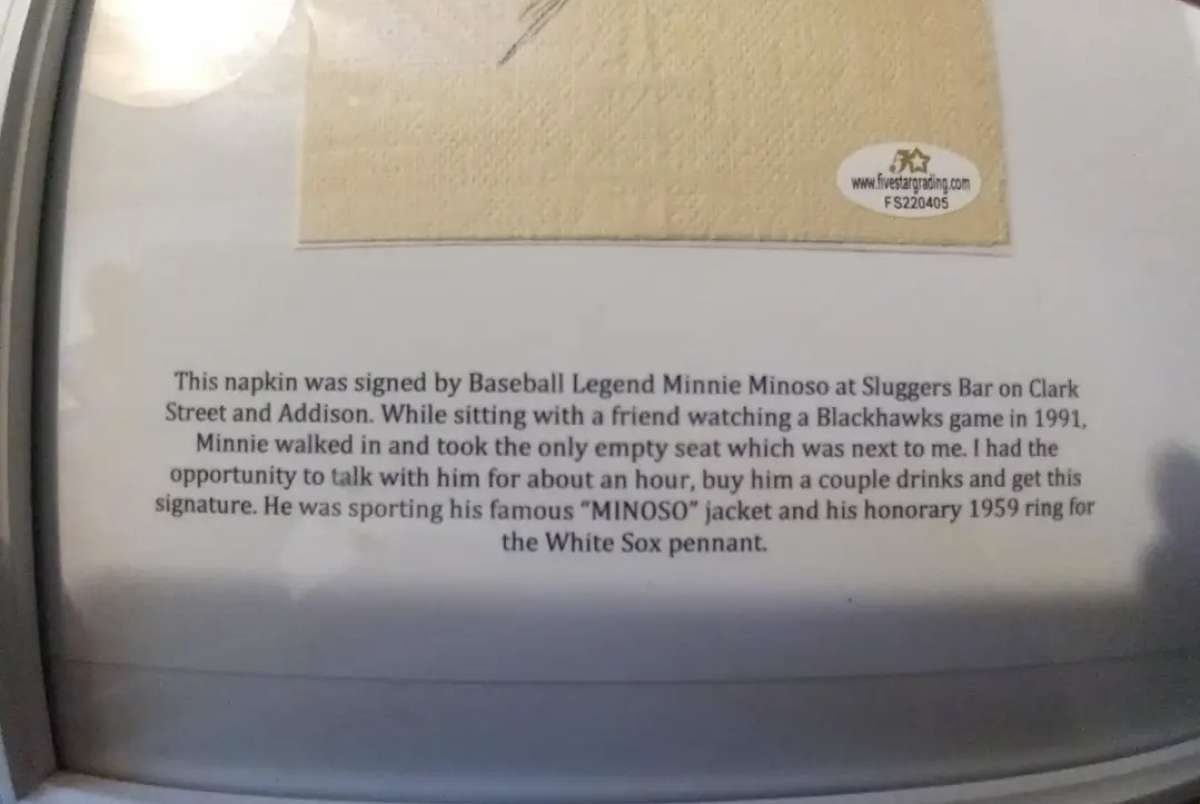 www.fivestargrading.com
FS220405
This napkin was signed by Baseball Legend Minnie Minoso at Sluggers Bar on Clark
Street and Addison. While sitting with a friend watching a Blackhawks game in 1991,
Minnie walked in and took the only empty seat which was next to me. I had the
opportunity to talk with him for about an hour, buy him a couple drinks and get this
signature. He was sporting his famous "MINOSO" jacket and his honorary 1959 ring for
the White Sox pennant.